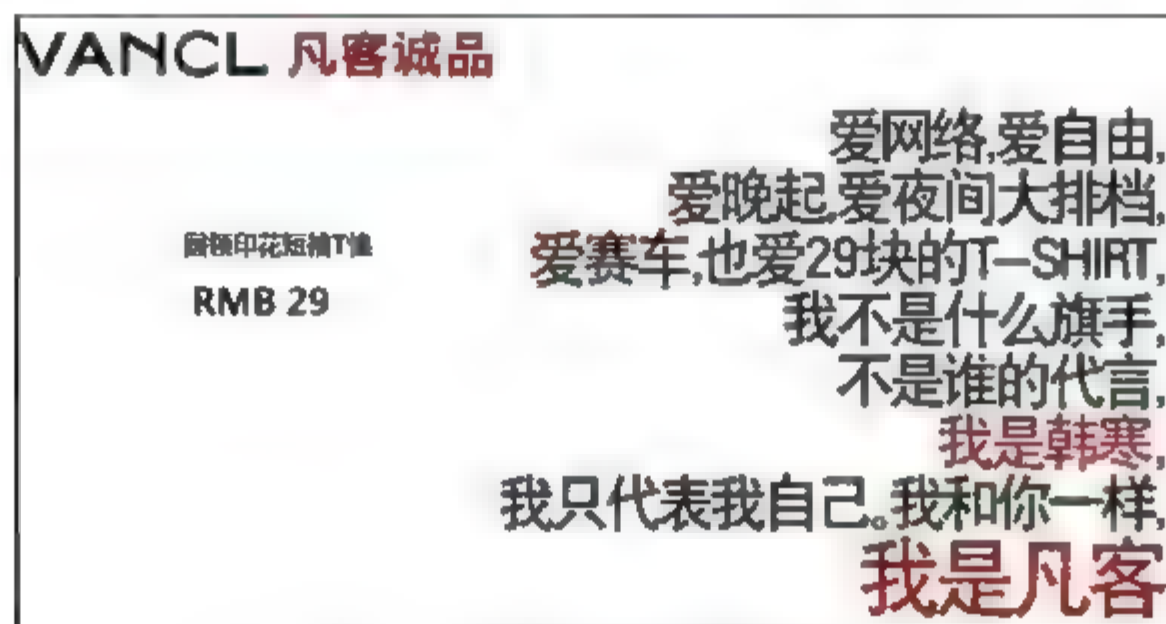 VANCL 凡客诚品
爱网络,爱自由,
爱晚起,爱夜间大排档,
爱赛车,也爱29块的T-SHIRT,
我不是什么旗手,
不是谁的代言,
我是韩寒,
我只代表我自己。我和你一样,
我是凡客
印花短袖T恤
RMB 29